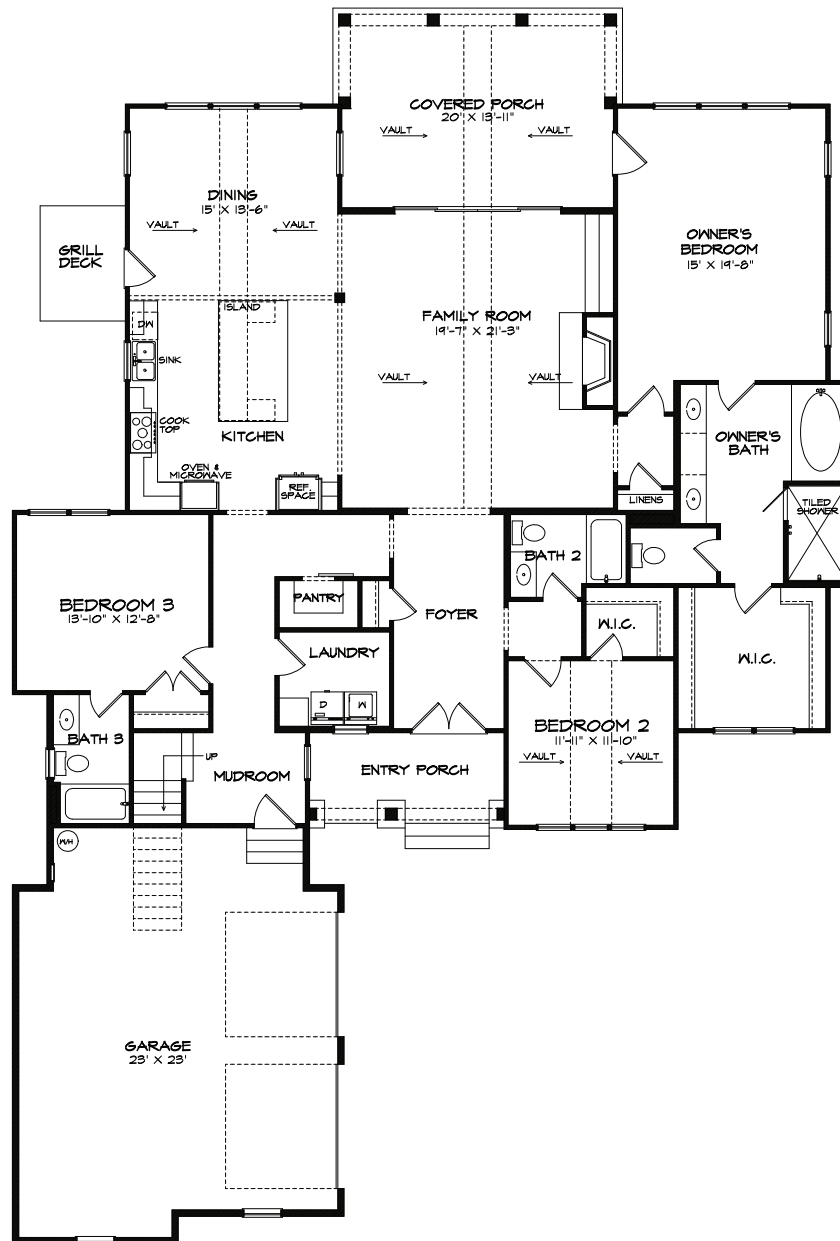 COVERED PORCH
20' X 13'-11"
VAULT
VAULT
DINING
15' X 13'-6"
VAULT
VAULT
GRILL
DECK
OWNER'S
BEDROOM
15' X 19'-8"
ISLAND
DW
SINK
FAMILY ROOM
19'-7" X 21'-3"
VAULT
VAULT
COOK
TOP
KITCHEN
OVEN &
MICROWAVE
REF.
SPACE
OWNER'S
BATH
LINENS
TILED
SHOWER
BATH 2
BEDROOM 3
13'-10" X 12'-8"
PANTRY
FOYER
W.I.C.
LAUNDRY
W.I.C.
D
W
BATH 3
UP
MUDROOM
ENTRY PORCH
BEDROOM 2
11'-11" X 11'-10"
VAULT
VAULT
W/H
GARAGE
23' X 23'